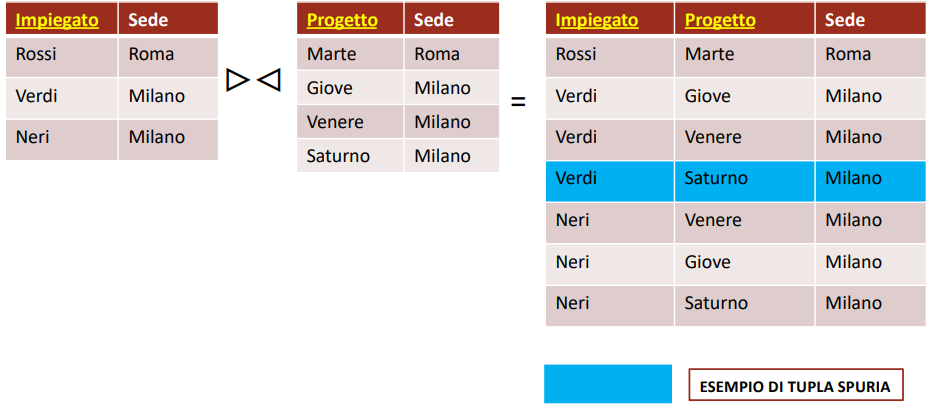 Impiegato Sede
Rossi Roma
Verdi Milano
Neri Milano
Progetto Sede
Marte Roma
Giove Milano
Venere Milano
Saturno Milano
=
Impiegato Progetto Sede
Rossi Marte Roma
Verdi Giove Milano
Verdi Venere Milano
Verdi Saturno Milano
Neri Venere Milano
Neri Giove Milano
Neri Saturno Milano
ESEMPIO DI TUPLA SPURIA